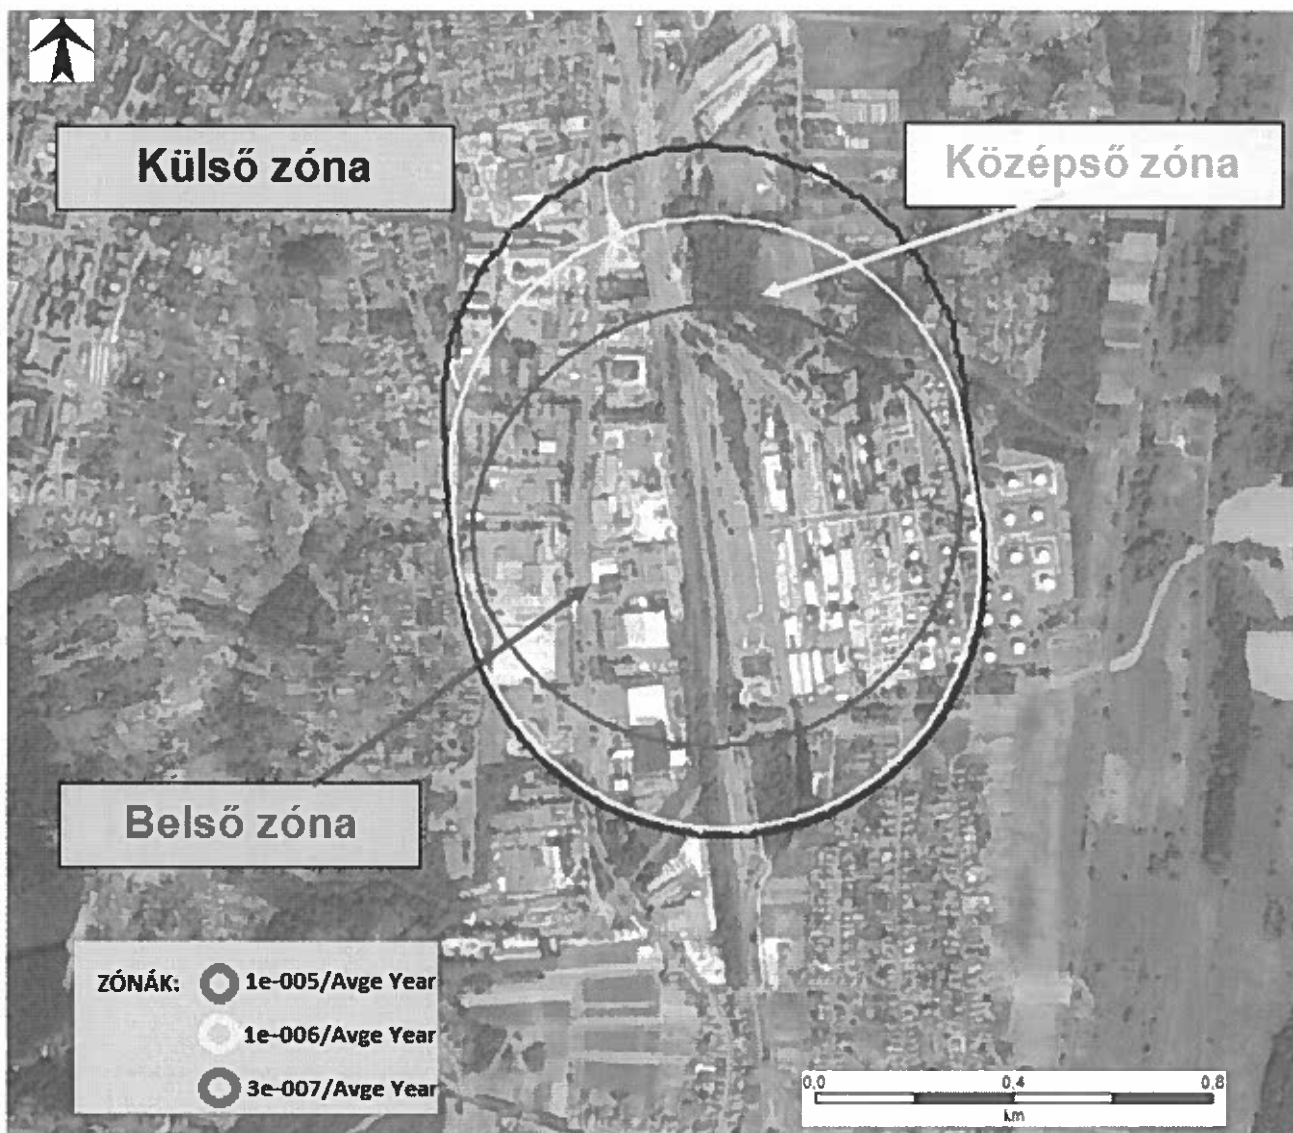 Külső zóna
Középső zóna
Belső zóna
ZÓNÁK:
1e-005/Avge Year
1e-006/Avge Year
3e-007/Avge Year
0,0 0,4 0,8
km